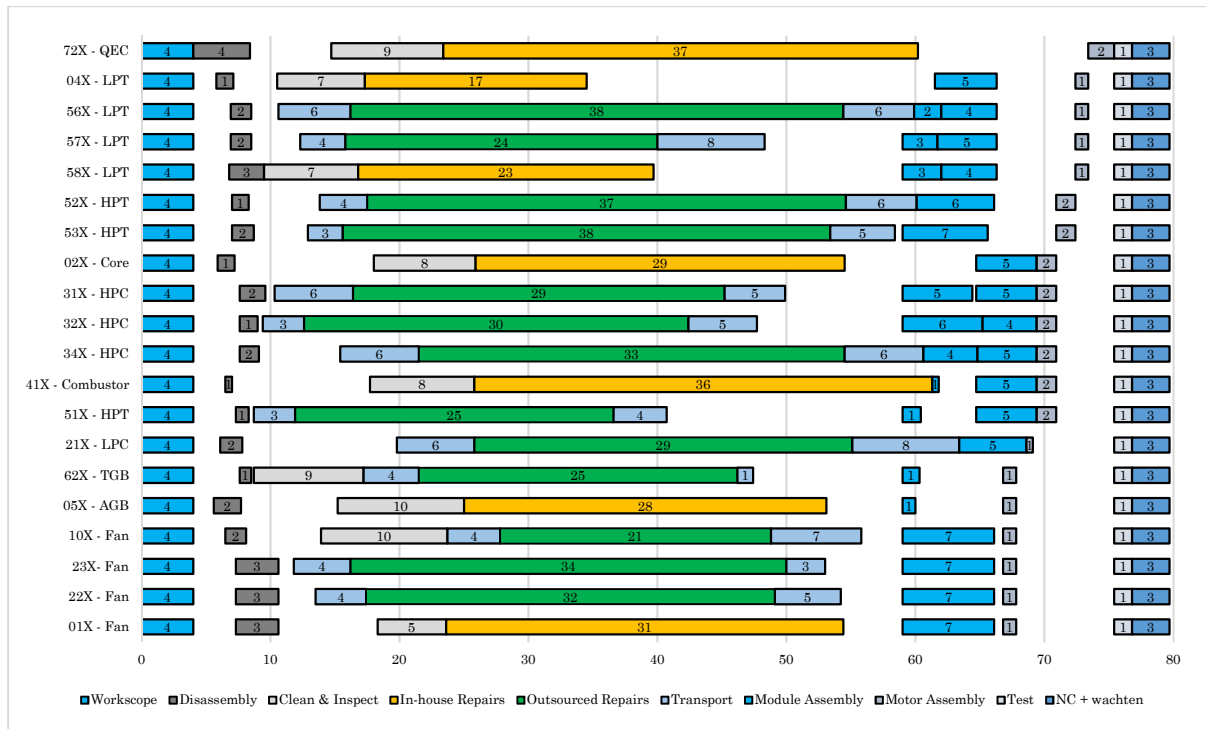 72X - QEC 4 4 9 37 2 1 3
04X - LPT 4 1 7 17 5 1 1 3
56X - LPT 4 2 6 38 6 2 4 1 1 3
57X - LPT 4 2 4 24 8 3 5 1 1 3
58X - LPT 4 3 7 23 3 4 1 1 3
52X - HPT 4 1 4 37 6 6 2 1 3
53X - HPT 4 2 3 38 5 7 2 1 3
02X - Core 4 1 8 29 5 2 1 3
31X - HPC 4 2 6 29 5 5 5 2 1 3
32X - HPC 4 1 3 30 5 6 4 2 1 3
34X - HPC 4 2 6 33 6 4 5 2 1 3
41X - Combustor 4 1 8 36 1 5 2 1 3
51X - HPT 4 1 3 25 4 1 5 2 1 3
21X - LPC 4 2 6 29 8 5 1 1 3
62X - TGB 4 1 9 4 25 1 1 1 1 3
05X - AGB 4 2 10 28 1 1 1 3
10X - Fan 4 2 10 4 21 7 7 1 1 3
23X - Fan 4 3 4 34 3 7 1 1 3
22X - Fan 4 3 4 32 5 7 1 1 3
01X - Fan 4 3 5 31 7 1 1 3
0 10 20 30 40 50 60 70 80
Workscope Disassembly Clean & Inspect In-house Repairs Outsourced Repairs Transport Module Assembly Motor Assembly Test NC + wachten